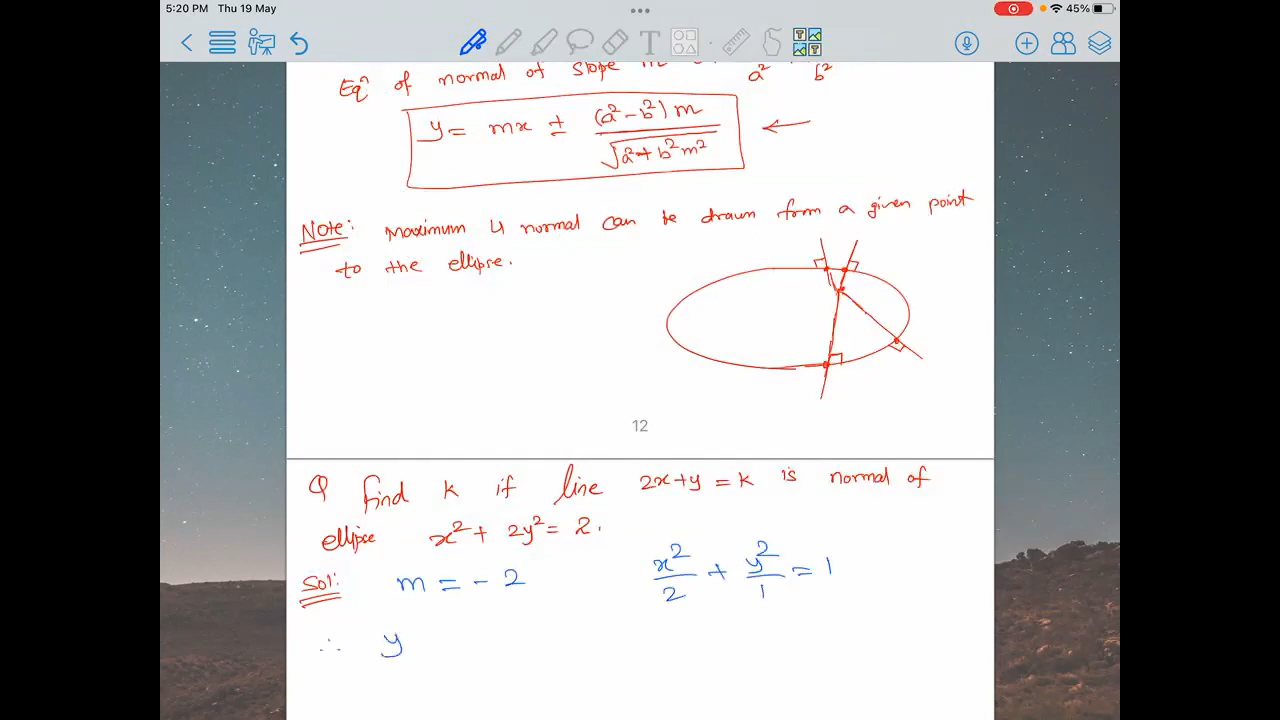 5:20 PM Thu 19 May
45%
Eqⁿ of normal of slope m
a² b²
y = mx ± (a² - b²) m / √a² + b²m²
Note: Maximum 4 normal can be drawn from a given point
to the ellipse.
12
Q find k if line 2x+y = k is normal of
ellipse x² + 2y² = 2.
Sol: m = - 2 x²/2 + y²/1 = 1
∴ y